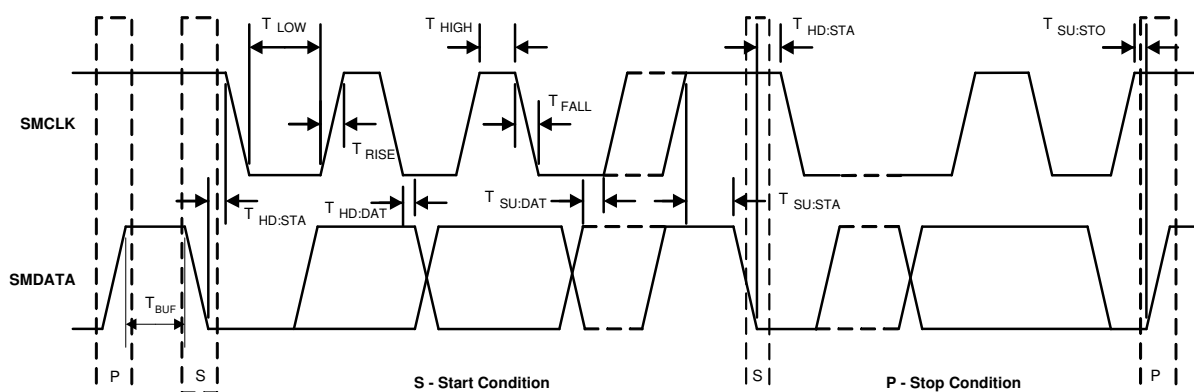 T LOW
T HIGH
T HD:STA
T SU:STO
SMCLK
T FALL
T RISE
T HD:STA
T HD:DAT
T SU:DAT
T SU:STA
SMDATA
T BUF
P
S
S - Start Condition
S
P - Stop Condition
P